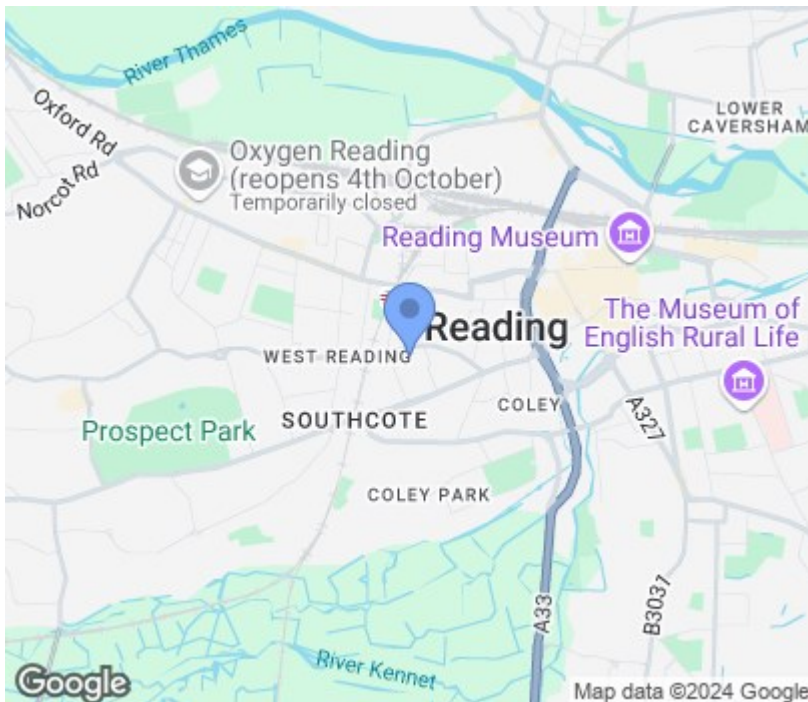 River Thames
LOWER
CAVERSHAM
Oxford Rd
Norcot Rd
Oxygen Reading
(reopens 4th October)
Temporarily closed
Reading Museum
The Museum of
English Rural Life
Reading
WEST READING
SOUTHCOTE
COLEY
A327
Prospect Park
COLEY PARK
A33
B3031
River Kennet
Google
Map data ©2024 Google